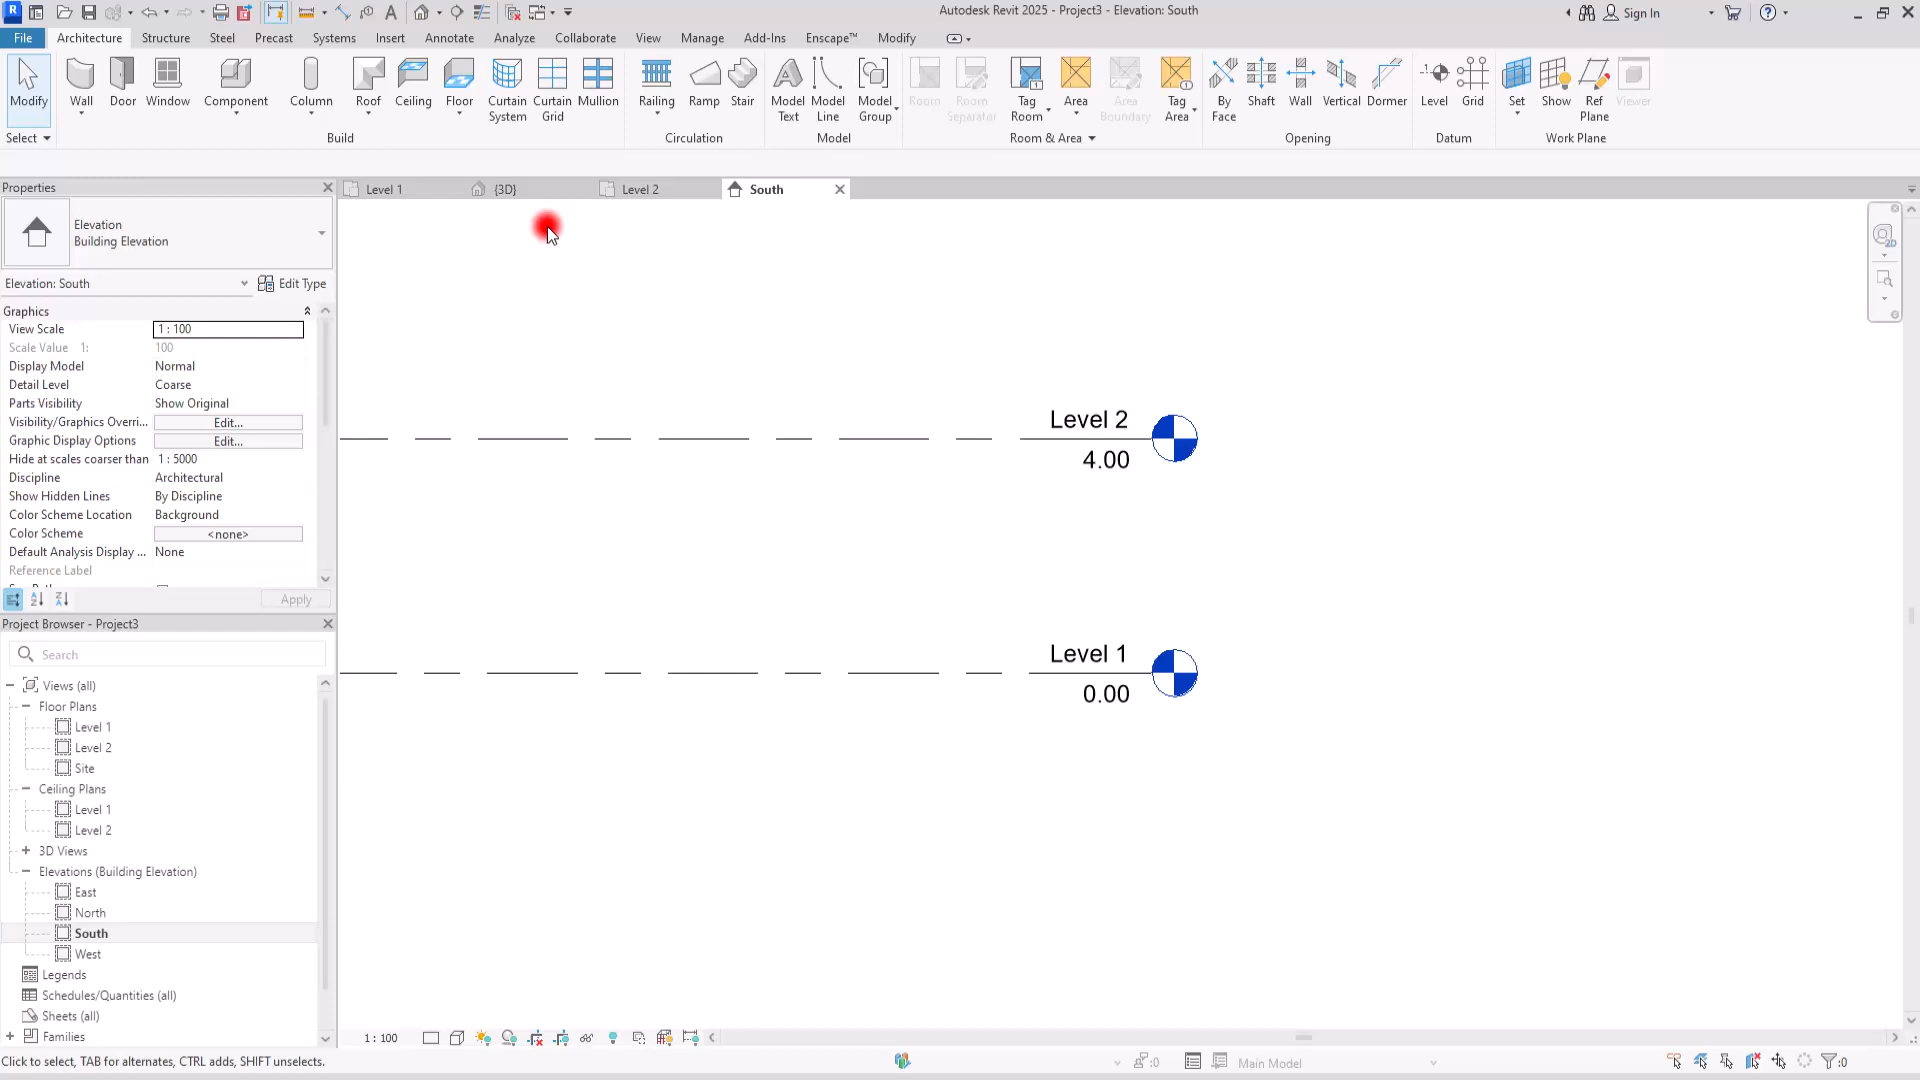 Autodesk Revit 2025 - Project3 - Elevation: South
Sign In
File Architecture Structure Steel Precast Systems Insert Annotate Analyze Collaborate View Manage Add-Ins Enscape™ Modify
Modify Wall Door Window Component Column Roof Ceiling Floor Curtain System Curtain Grid Mullion Railing Ramp Stair Model Text Model Line Model Group Room Room Separator Tag Room Area Area Boundary Tag Area By Face Shaft Wall Vertical Dormer Level Grid Set Show Ref Plane Viewer
Select Build Circulation Model Room & Area Opening Datum Work Plane
Properties
Level 1 {3D} Level 2 South
Elevation
Building Elevation
Elevation: South Edit Type
Graphics
View Scale 1 : 100
Scale Value 1: 100
Display Model Normal
Detail Level Coarse
Parts Visibility Show Original
Visibility/Graphics Overri... Edit...
Graphic Display Options Edit...
Hide at scales coarser than 1 : 5000
Discipline Architectural
Show Hidden Lines By Discipline
Color Scheme Location Background
Color Scheme <none>
Default Analysis Display ... None
Reference Label
Apply
Level 2
4.00
Level 1
0.00
Project Browser - Project3
Search
Views (all)
Floor Plans
Level 1
Level 2
Site
Ceiling Plans
Level 1
Level 2
3D Views
Elevations (Building Elevation)
East
North
South
West
Legends
Schedules/Quantities (all)
Sheets (all)
Families
1 : 100
Click to select, TAB for alternates, CTRL adds, SHIFT unselects.
:0
Main Model
:0